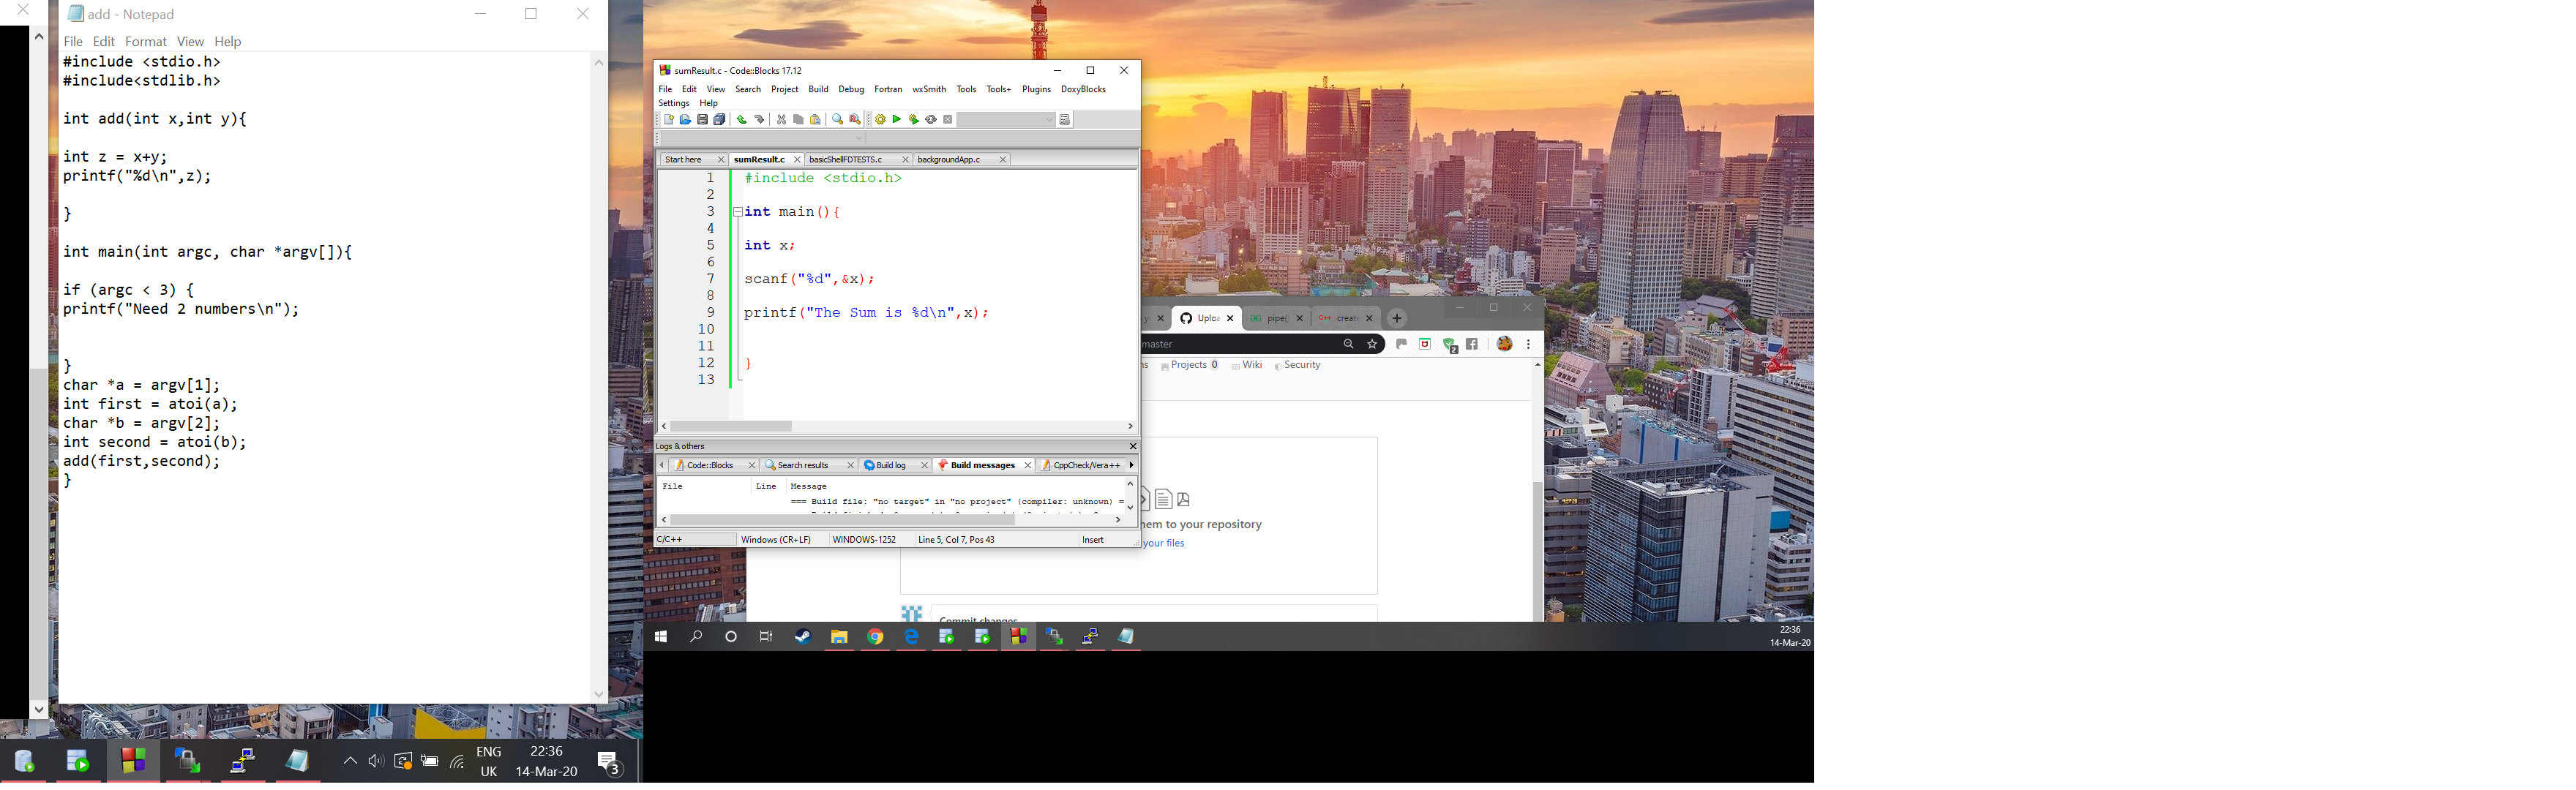 add - Notepad
File Edit Format View Help
#include <stdio.h>
#include<stdlib.h>
int add(int x,int y){
int z = x+y;
printf("%d\n",z);
}
int main(int argc, char *argv[]){
if (argc < 3) {
printf("Need 2 numbers\n");
}
char *a = argv[1];
int first = atoi(a);
char *b = argv[2];
int second = atoi(b);
add(first,second);
}
ENG
UK
22:36
14-Mar-20
3
sumResult.c - Code::Blocks 17.12
File Edit View Search Project Build Debug Fortran wxSmith Tools Tools+ Plugins DoxyBlocks
Settings Help
Start here sumResult.c basicShellFDTESTS.c backgroundApp.c
1 #include <stdio.h>
2
3 int main(){
4
5 int x;
6
7 scanf("%d",&x);
8
9 printf("The Sum is %d\n",x);
10
11
12 }
13
Logs & others
Code::Blocks Search results Build log Build messages CppCheck/Vera++
File Line Message
=== Build file: "no target" in "no project" (compiler: unknown) =
C/C++ Windows (CR+LF) WINDOWS-1252 Line 5, Col 7, Pos 43 Insert
Uploa pipe create
master
2
ns Projects 0 Wiki Security
hem to your repository
your files
Commit changes
22:36
14-Mar-20